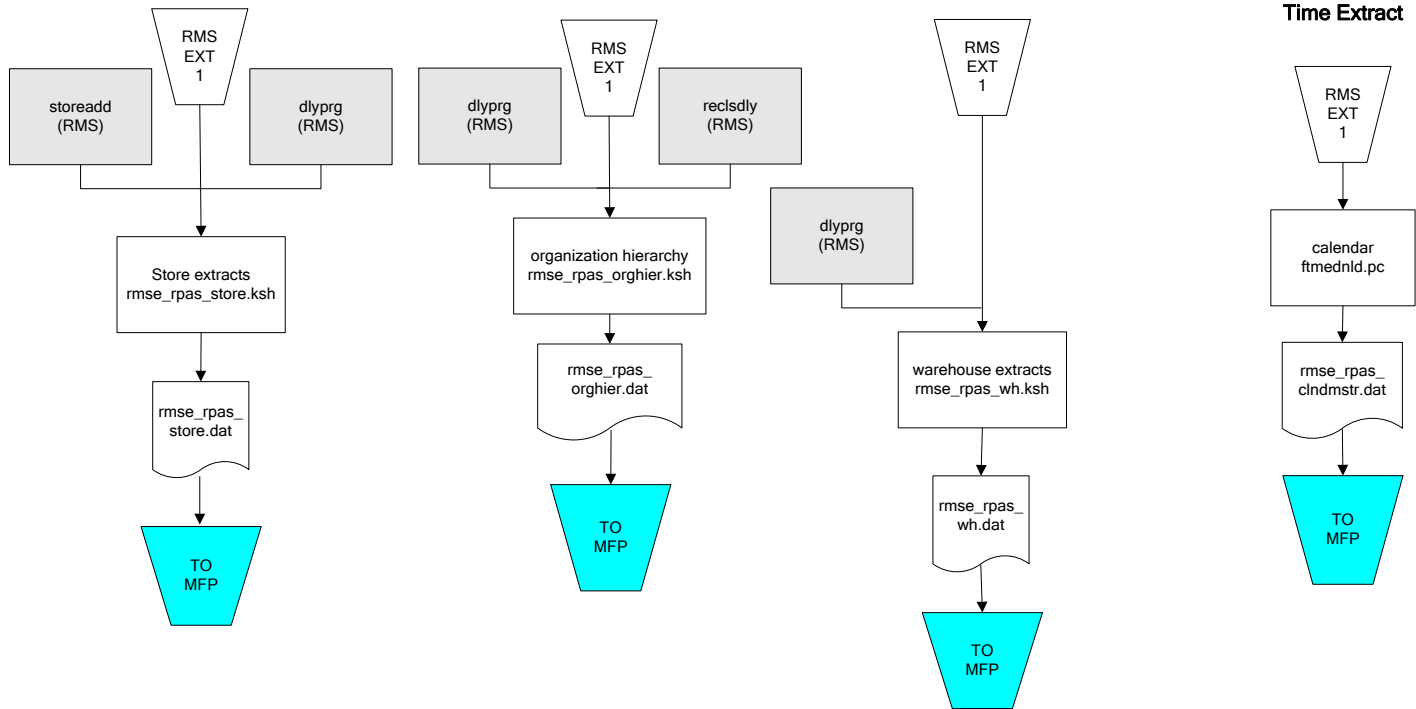 Time Extract
RMS
EXT
1
storeadd
(RMS)
dlyprg
(RMS)
Store extracts
rmse_rpas_store.ksh
rmse_rpas_
store.dat
TO
MFP
RMS
EXT
1
dlyprg
(RMS)
reclsdly
(RMS)
organization hierarchy
rmse_rpas_orghier.ksh
rmse_rpas_
orghier.dat
TO
MFP
RMS
EXT
1
dlyprg
(RMS)
warehouse extracts
rmse_rpas_wh.ksh
rmse_rpas_
wh.dat
TO
MFP
RMS
EXT
1
calendar
ftmednld.pc
rmse_rpas_
clndmstr.dat
TO
MFP